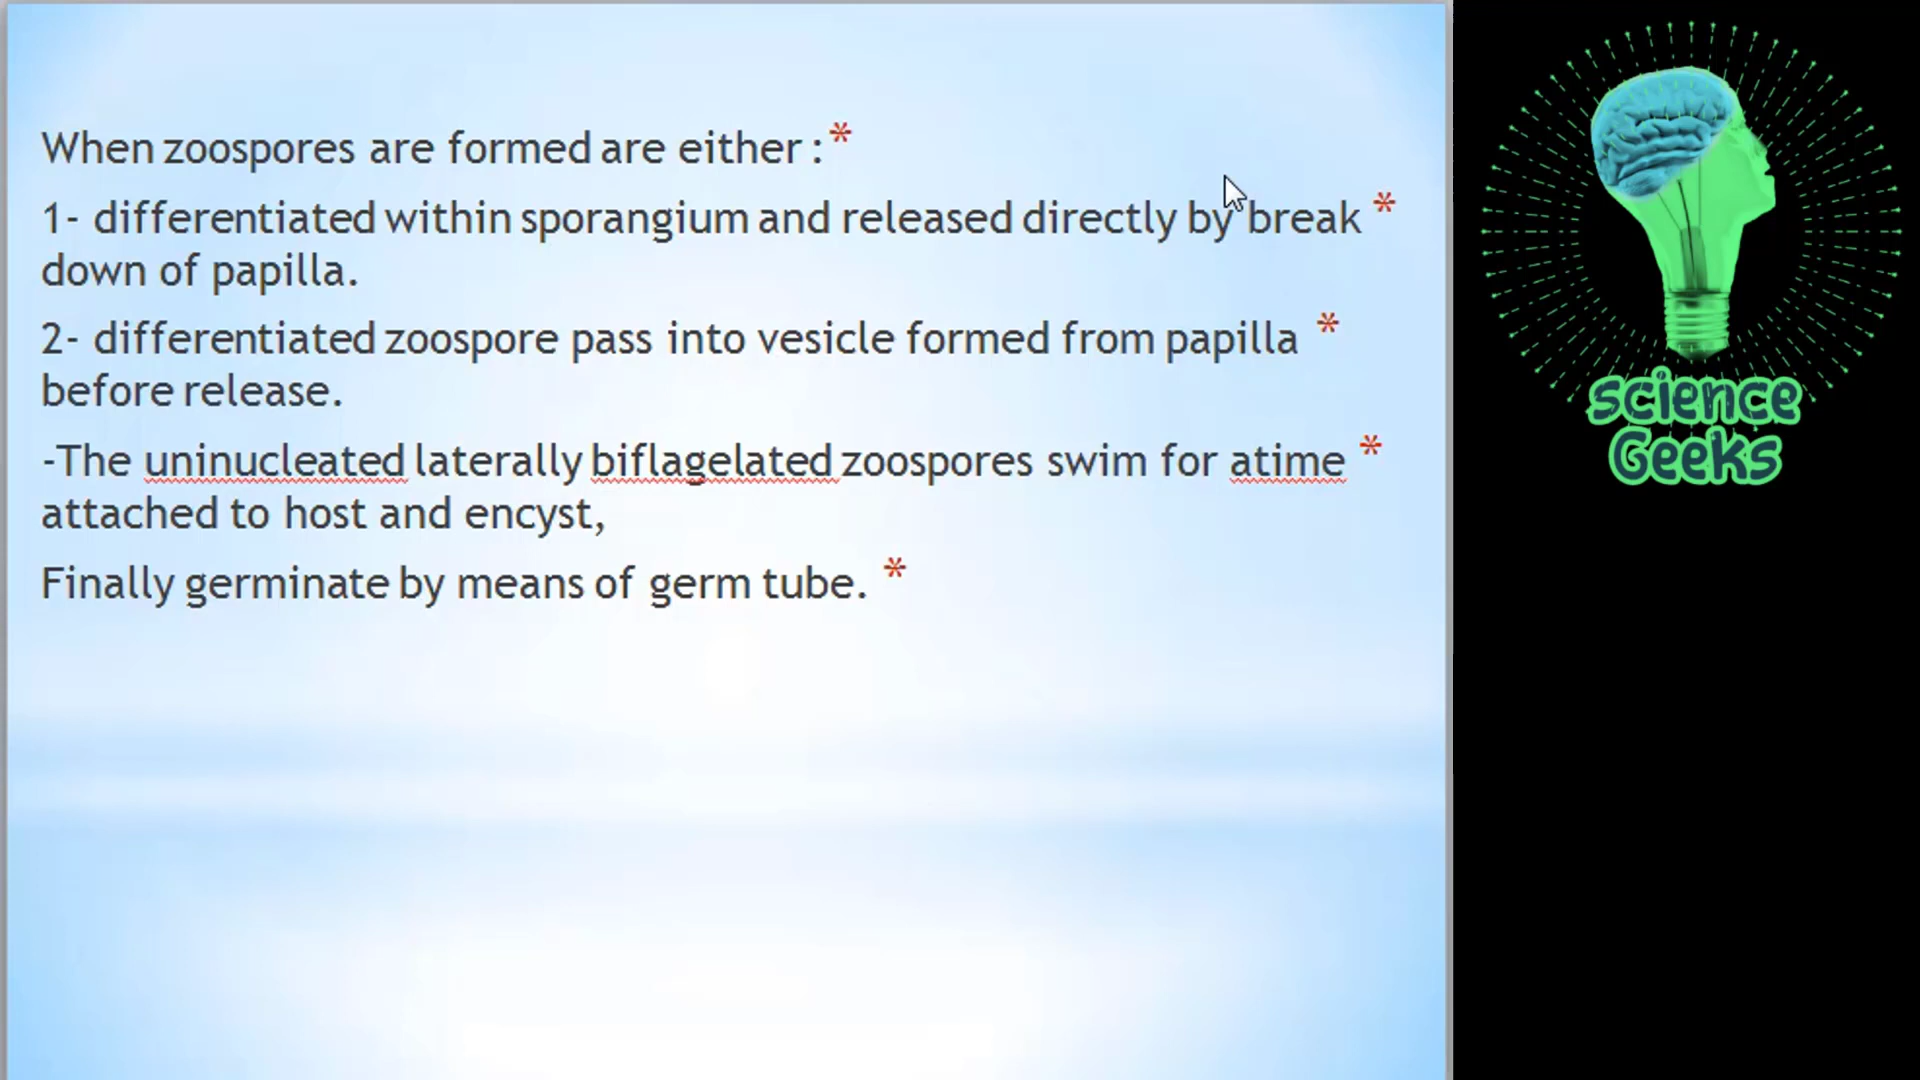 When zoospores are formed are either : *
1- differentiated within sporangium and released directly by break *
down of papilla.
2- differentiated zoospore pass into vesicle formed from papilla *
before release.
-The uninucleated laterally biflagelated zoospores swim for atime *
attached to host and encyst,
Finally germinate by means of germ tube. *
science
Geeks